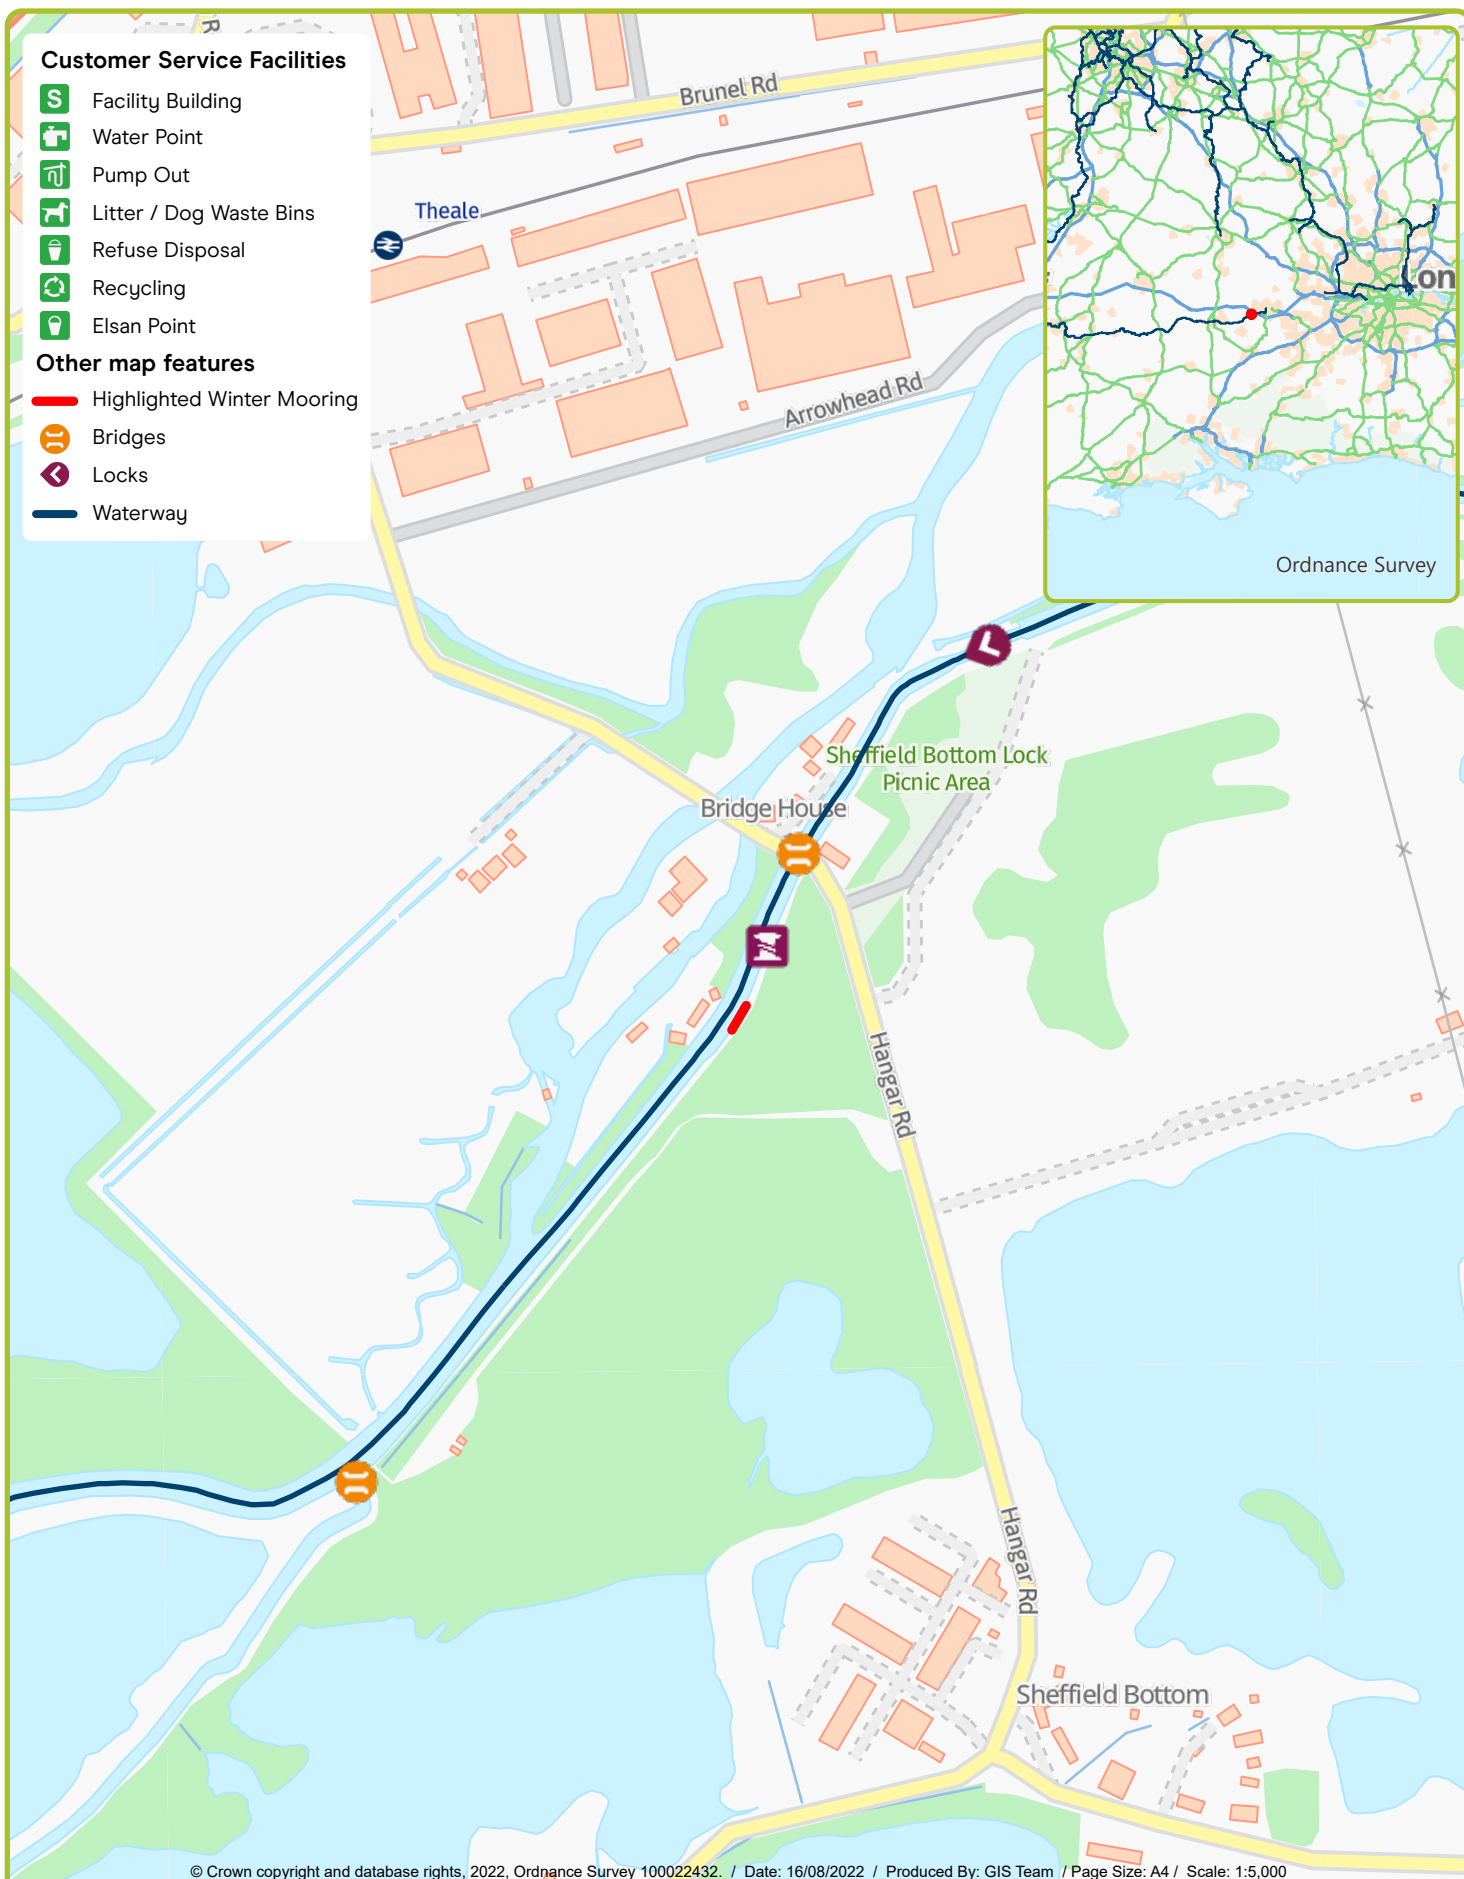 Customer Service Facilities
S Facility Building
Water Point
Pump Out
Litter / Dog Waste Bins
Refuse Disposal
Recycling
Elsan Point
Other map features
Highlighted Winter Mooring
Bridges
Locks
Waterway
Brunel Rd
Theale
Arrowhead Rd
Lon
Ordnance Survey
Sheffield Bottom Lock
Picnic Area
Bridge House
Hangar Rd
Hangar Rd
Sheffield Bottom
© Crown copyright and database rights, 2022, Ordnance Survey 100022432. / Date: 16/08/2022 / Produced By: GIS Team / Page Size: A4 / Scale: 1:5,000